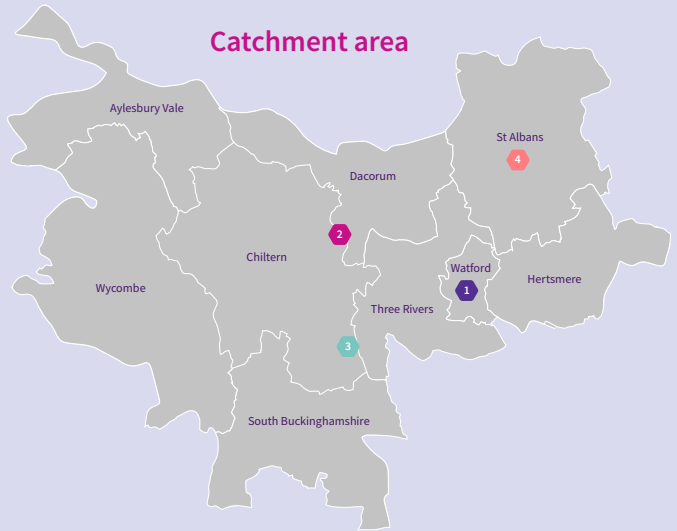 Catchment area
Aylesbury Vale
St Albans
4
Dacorum
2
Chiltern
Watford
Hertsmere
Wycombe
1
Three Rivers
3
South Buckinghamshire